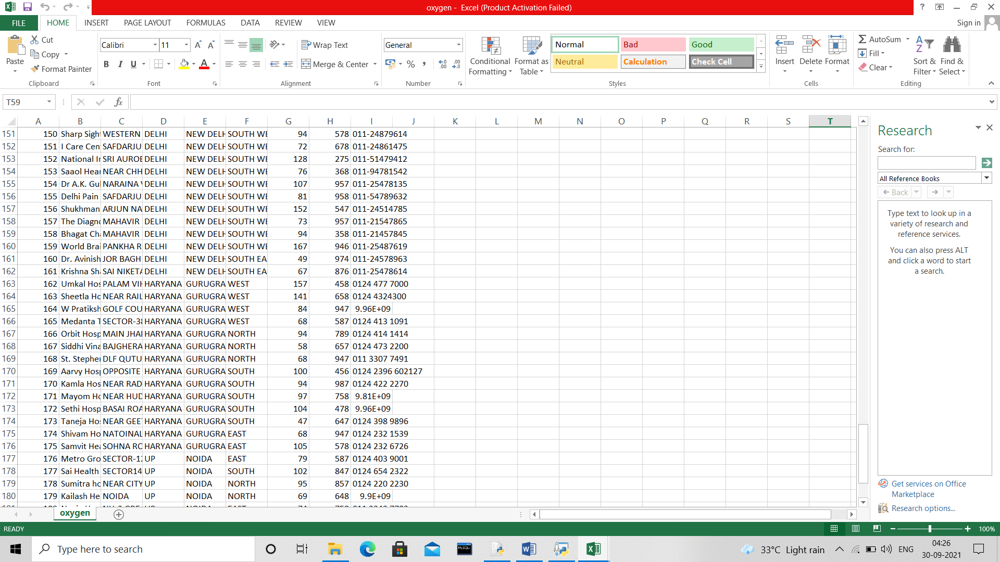 oxygen - Excel (Product Activation Failed)
FILE HOME INSERT PAGE LAYOUT FORMULAS DATA REVIEW VIEW Sign in
Paste Cut Copy Format Painter Clipboard
Calibri 11 B I U A A Font
Wrap Text Merge & Center Alignment
General % , Number
Conditional Formatting Format as Table
Normal Bad Good
Neutral Calculation Check Cell
Styles
Insert Delete Format Cells
AutoSum Fill Clear Sort & Filter Find & Select Editing
T59 fx
A B C D E F G H I J K L M N O P Q R S T
151 150 Sharp Sigh WESTERN DELHI NEW DELH SOUTH WE 94 578 011-24879614
152 151 I Care Cen SAFDARJU DELHI NEW DELH SOUTH WE 72 678 011-24861475
153 152 National In SRI AUROB DELHI NEW DELH SOUTH WE 128 275 011-51479412
154 153 Saaol Hear NEAR CHH DELHI NEW DELH SOUTH WE 76 368 011-94781542
155 154 Dr A.K. Gu NARAINA V DELHI NEW DELH SOUTH WE 107 957 011-25478135
156 155 Delhi Pain SAFDARJU DELHI NEW DELH SOUTH WE 81 958 011-54789632
157 156 Shukhman ARJUN NA DELHI NEW DELH SOUTH WE 152 547 011-24514785
158 157 The Diagno MAHAVIR DELHI NEW DELH SOUTH WE 73 957 011-21547865
159 158 Bhagat Cha MAHAVIR DELHI NEW DELH SOUTH WE 94 358 011-21457845
160 159 World Brai PANKHA R DELHI NEW DELH SOUTH WE 167 946 011-25487619
161 160 Dr. Avinish JOR BAGH DELHI NEW DELH SOUTH EA 49 974 011-24578963
162 161 Krishna Sha SAI NIKETA DELHI NEW DELH SOUTH EA 67 876 011-25478614
163 162 Umkal Hos PALAM VIH HARYANA GURUGRA WEST 157 458 0124 477 7000
164 163 Sheetla Ho NEAR RAIL HARYANA GURUGRA WEST 141 658 0124 4324300
165 164 W Pratiksh GOLF COU HARYANA GURUGRA WEST 84 947 9.96E+09
166 165 Medanta T SECTOR-38 HARYANA GURUGRA WEST 68 587 0124 413 1091
167 166 Orbit Hosp MAIN JHA HARYANA GURUGRA NORTH 94 789 0124 414 1414
168 167 Siddhi Vina BAJGHERA HARYANA GURUGRA NORTH 58 657 0124 473 2200
169 168 St. Stephen DLF QUTU HARYANA GURUGRA NORTH 68 947 011 3307 7491
170 169 Aarvy Hosp OPPOSITE HARYANA GURUGRA SOUTH 100 456 0124 2396 602127
171 170 Kamla Hos NEAR RAD HARYANA GURUGRA SOUTH 94 987 0124 422 2270
172 171 Mayom Ho NEAR HUD HARYANA GURUGRA SOUTH 97 758 9.81E+09
173 172 Sethi Hosp BASAI ROA HARYANA GURUGRA SOUTH 104 478 9.96E+09
174 173 Taneja Hos NEAR GEE HARYANA GURUGRA SOUTH 47 647 0124 398 9896
175 174 Shivam Ho NATOINAL HARYANA GURUGRA EAST 68 947 0124 232 1539
176 175 Samvit Hea SOHNA RO HARYANA GURUGRA EAST 105 578 0124 232 6726
177 176 Metro Gro SECTOR-12 UP NOIDA EAST 79 587 0124 403 9001
178 177 Sai Health SECTOR14 UP NOIDA SOUTH 102 847 0124 654 2322
179 178 Sumitra ho NEAR CITY UP NOIDA NORTH 95 857 0124 220 2230
180 179 Kailash He NOIDA UP NOIDA NORTH 69 648 9.9E+09
Research
Search for:
All Reference Books
Back
Type text to look up in a
variety of research and
reference services.
You can also press ALT
and click a word to start
a search.
Get services on Office
Marketplace
Research options...
oxygen
READY 100%
Type here to search
MySQL
33°C Light rain ENG
04:26
30-09-2021